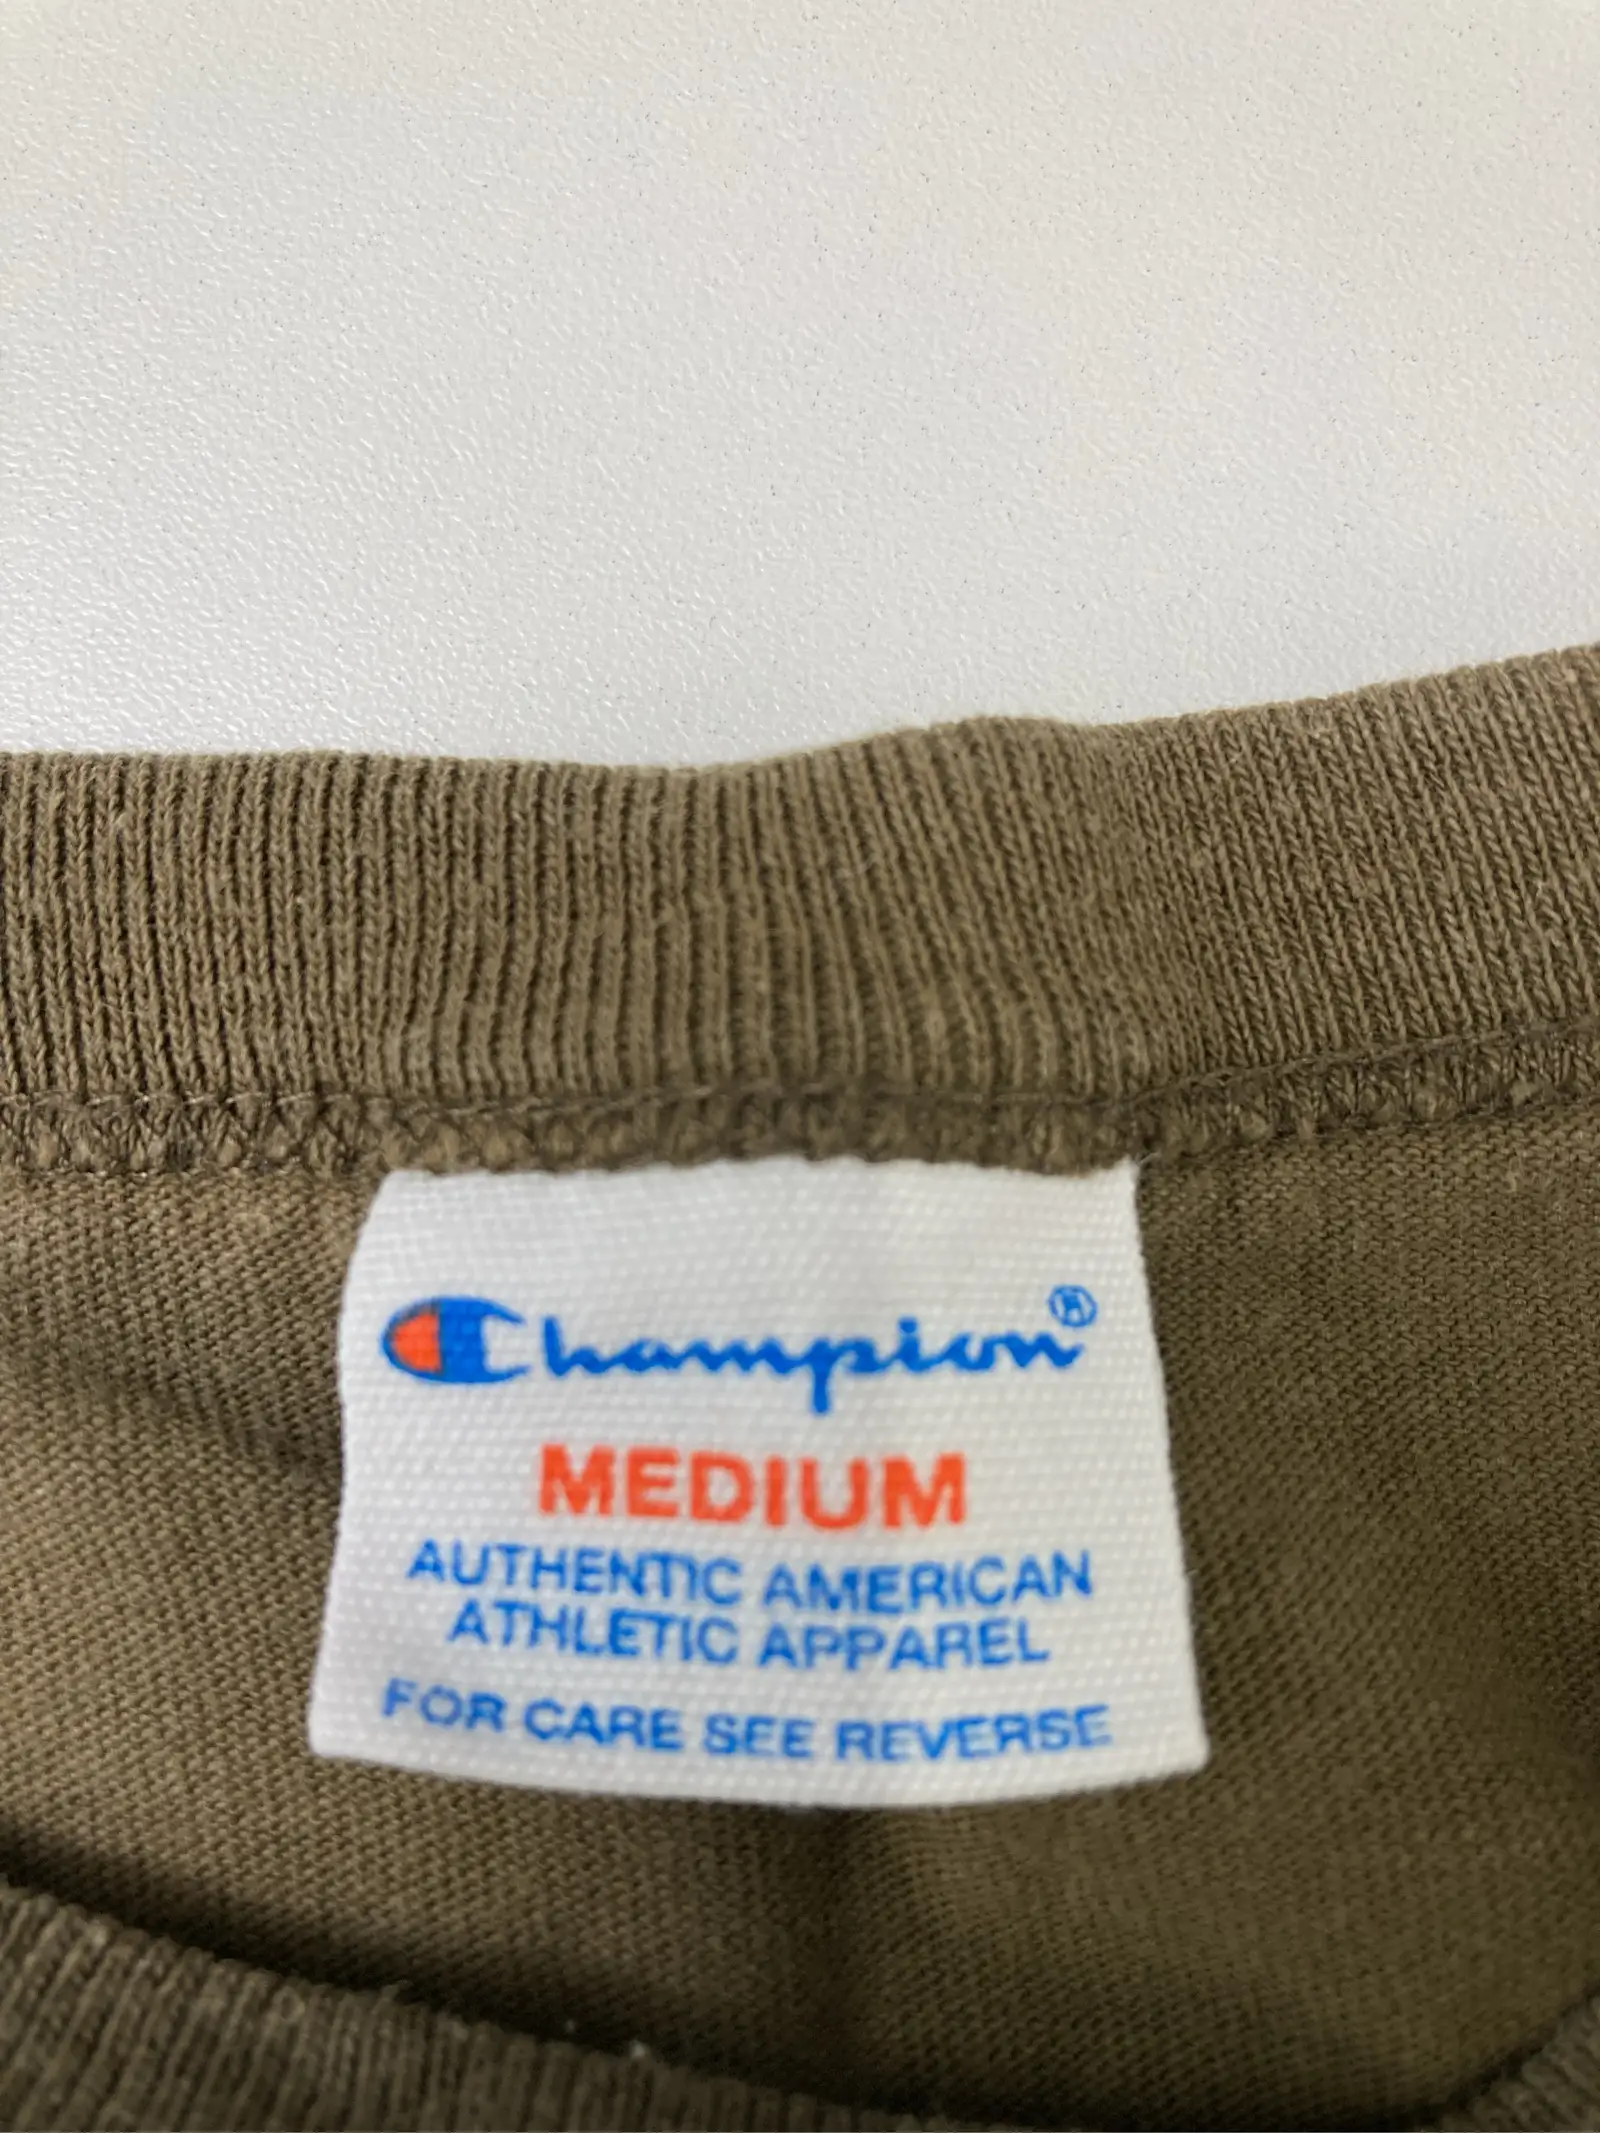 Champion®
MEDIUM
AUTHENTIC AMERICAN
ATHLETIC APPAREL
FOR CARE SEE REVERSE